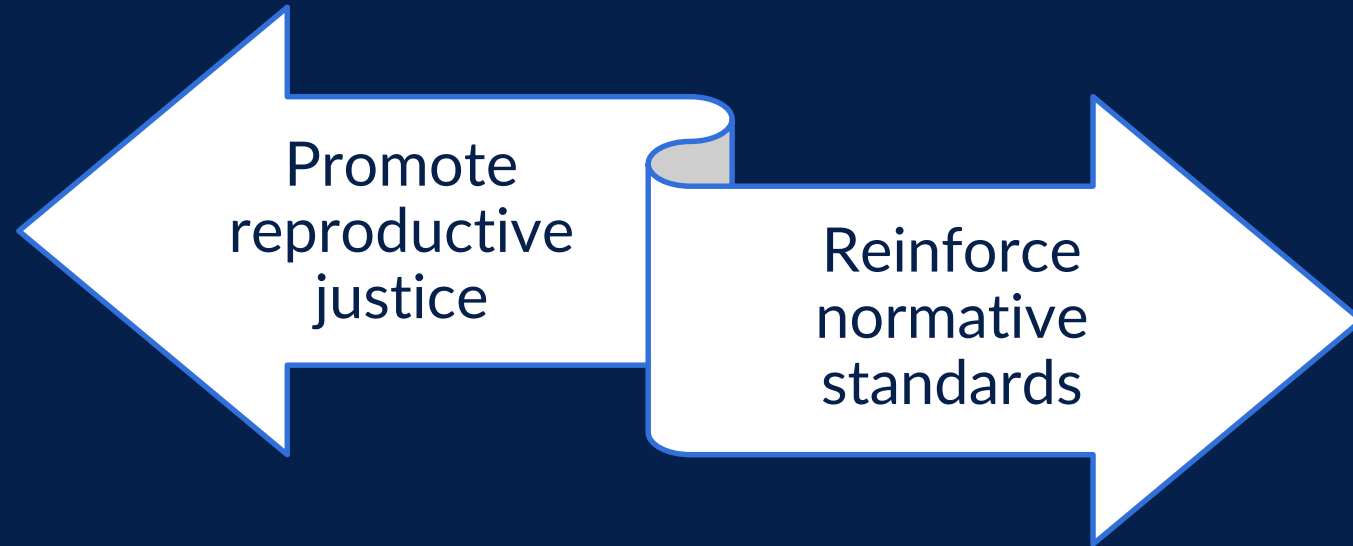 Promote
reproductive
justice
Reinforce
normative
standards